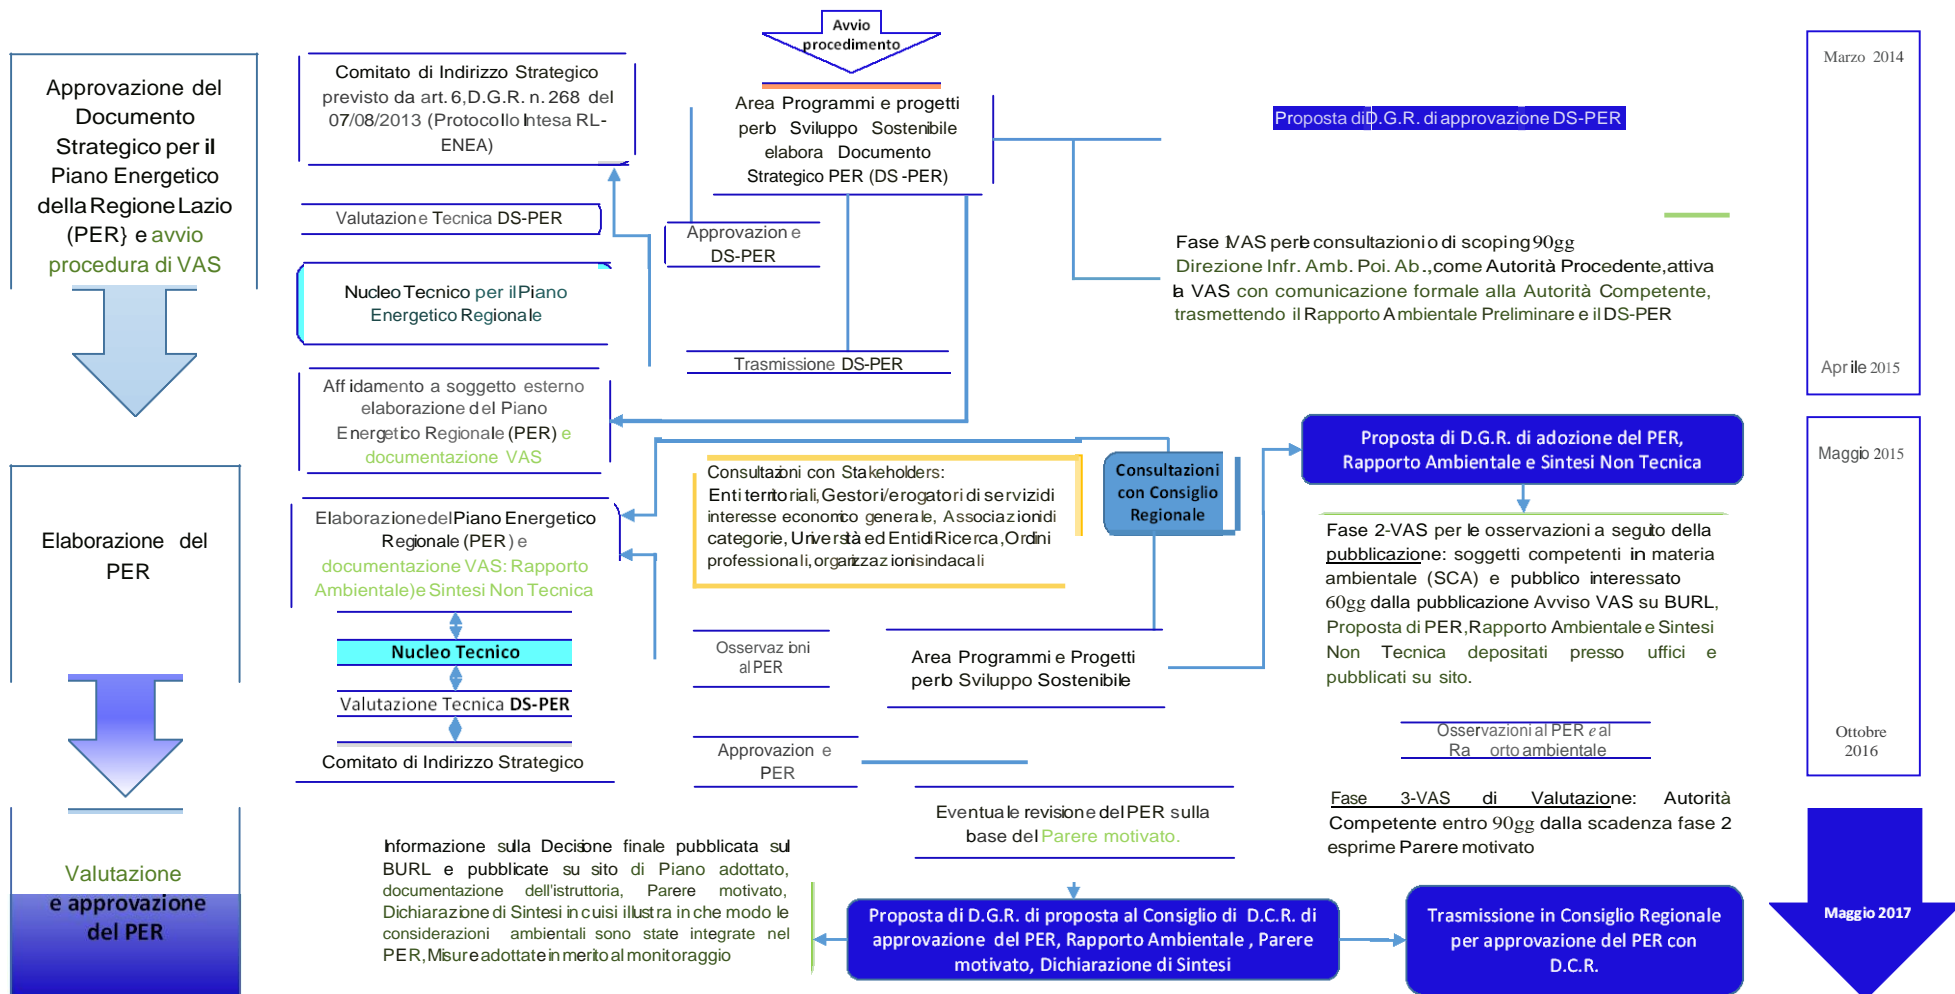 Avvio
procedimento
Approvazione del
Documento
Strategico per il
Piano Energetico
della Regione Lazio
(PER} e avvio
procedura di VAS
Comitato di Indirizzo Strategico
previsto da art. 6,D.G.R. n. 268 del
07/08/2013 (Protocollo Intesa RL-
ENEA)
Valutazione Tecnica DS-PER
Nucleo Tecnico per il Piano
Energetico Regionale
Affidamento a soggetto esterno
elaborazione del Piano
Energetico Regionale (PER) e
documentazione VAS
Area Programmi e progetti
per lo Sviluppo Sostenibile
elabora Documento
Strategico PER (DS -PER)
Approvazion e
DS-PER
Trasmissione DS-PER
Proposta di D.G.R. di approvazione DS-PER
Fase 1VAS per le consultazioni o di scoping 90gg
Direzione Infr. Amb. Poi. Ab., come Autorità Procedente, attiva
la VAS con comunicazione formale alla Autorità Competente,
trasmettendo il Rapporto Ambientale Preliminare e il DS-PER
Marzo 2014
Aprile 2015
Elaborazione del
PER
Elaborazione del Piano Energetico
Regionale (PER) e
documentazione VAS: Rapporto
Ambientale)e Sintesi Non Tecnica
Nucleo Tecnico
Valutazione Tecnica DS-PER
Comitato di Indirizzo Strategico
Consultazioni con Stakeholders:
Enti territoriali, Gestori/erogatori di servizi di
interesse economico generale, Associazioni di
categorie, Università ed Enti di Ricerca, Ordini
professionali, organizzazioni sindacali
Consultazioni
con Consiglio
Regionale
Osservazioni
al PER
Area Programmi e Progetti
per lo Sviluppo Sostenibile
Approvazion e
PER
Proposta di D.G.R. di adozione del PER,
Rapporto Ambientale e Sintesi Non Tecnica
Fase 2-VAS per le osservazioni a seguito della
pubblicazione: soggetti competenti in materia
ambientale (SCA) e pubblico interessato
60gg dalla pubblicazione Avviso VAS su BURL,
Proposta di PER,Rapporto Ambientale e Sintesi
Non Tecnica depositati presso uffici e
pubblicati su sito.
Osservazioni al PER e al
Ra orto ambientale
Maggio 2015
Ottobre
2016
Valutazione
e approvazione
del PER
Informazione sulla Decisione finale pubblicata sul
BURL e pubblicate su sito di Piano adottato,
documentazione dell'istruttoria, Parere motivato,
Dichiarazione di Sintesi in cui si illustra in che modo le
considerazioni ambientali sono state integrate nel
PER, Misure adottate in merito al monitoraggio
Eventuale revisione del PER sulla
base del Parere motivato.
Fase 3-VAS di Valutazione: Autorità
Competente entro 90gg dalla scadenza fase 2
esprime Parere motivato
Proposta di D.G.R. di proposta al Consiglio di D.C.R. di
approvazione del PER, Rapporto Ambientale , Parere
motivato, Dichiarazione di Sintesi
Trasmissione in Consiglio Regionale
per approvazione del PER con
D.C.R.
Maggio 2017